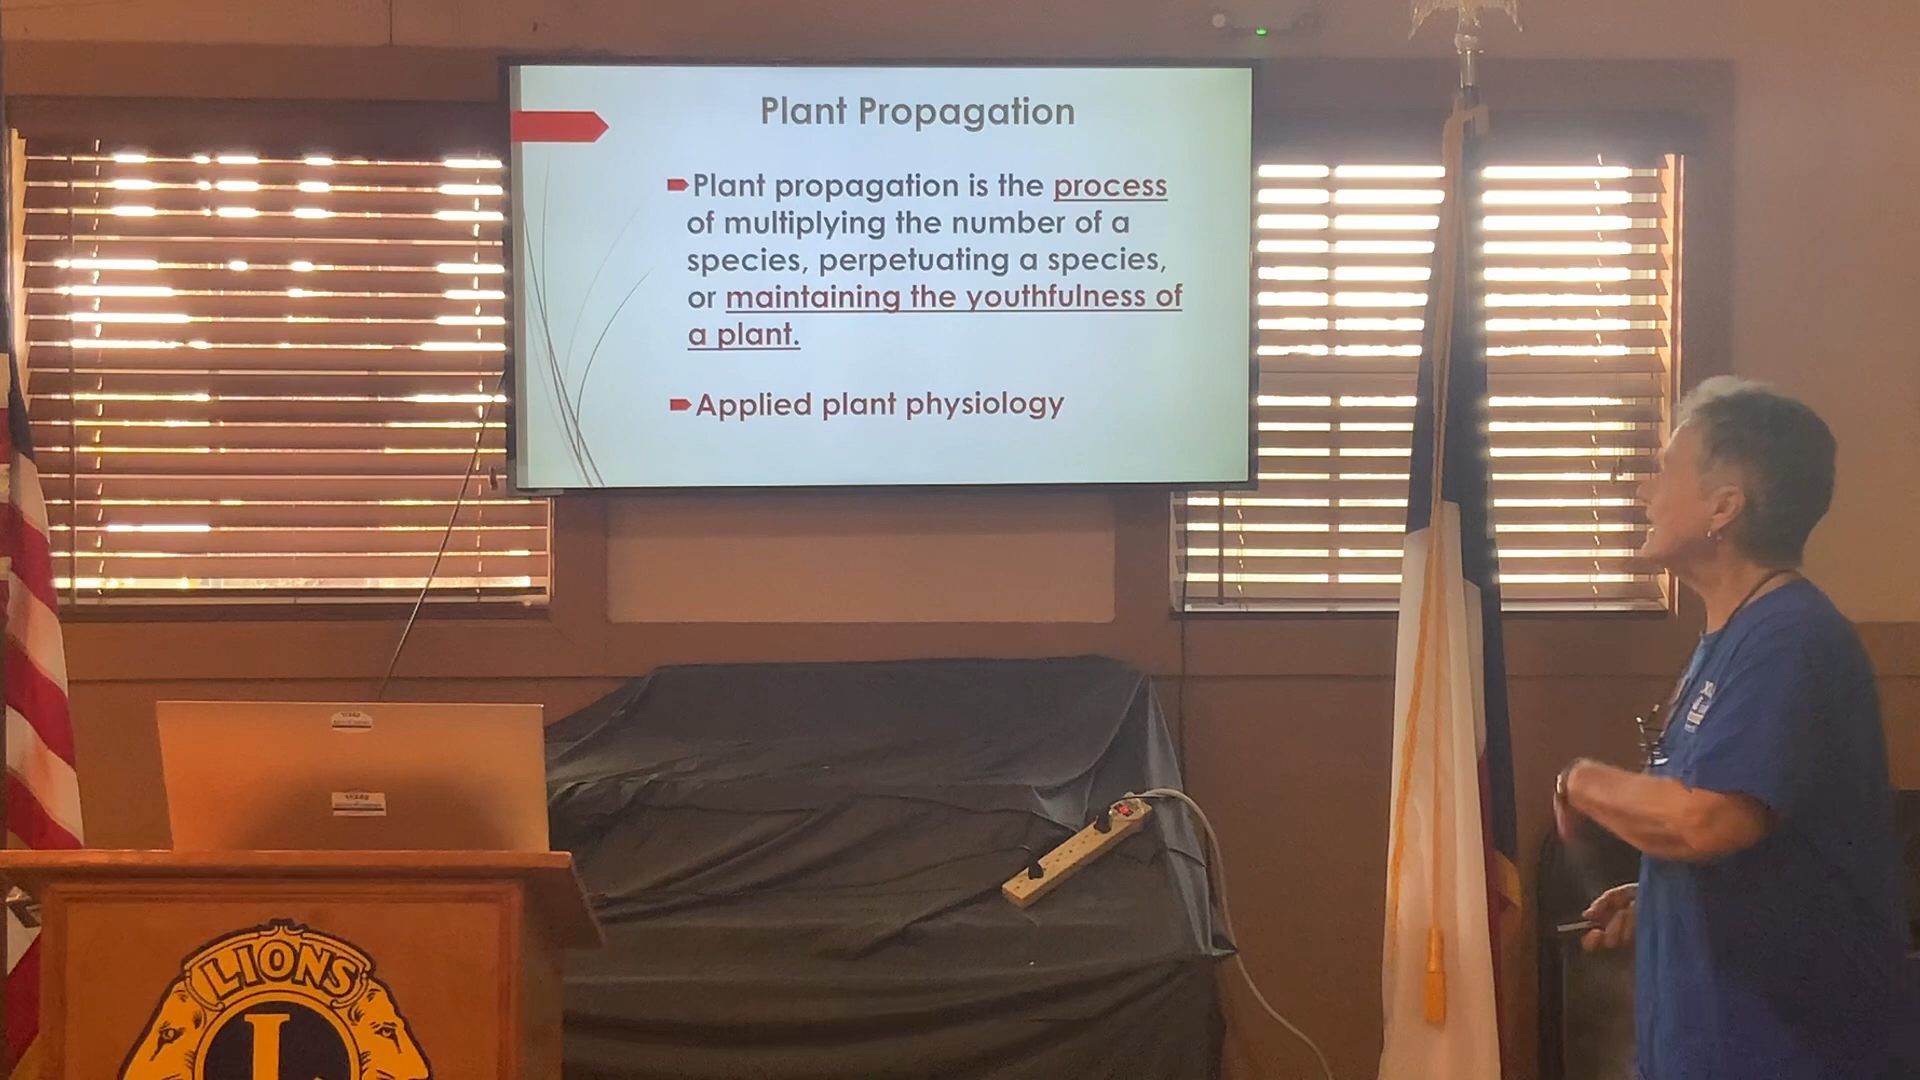 Plant Propagation
Plant propagation is the process
of multiplying the number of a
species, perpetuating a species,
or maintaining the youthfulness of
a plant.
Applied plant physiology
LIONS
L